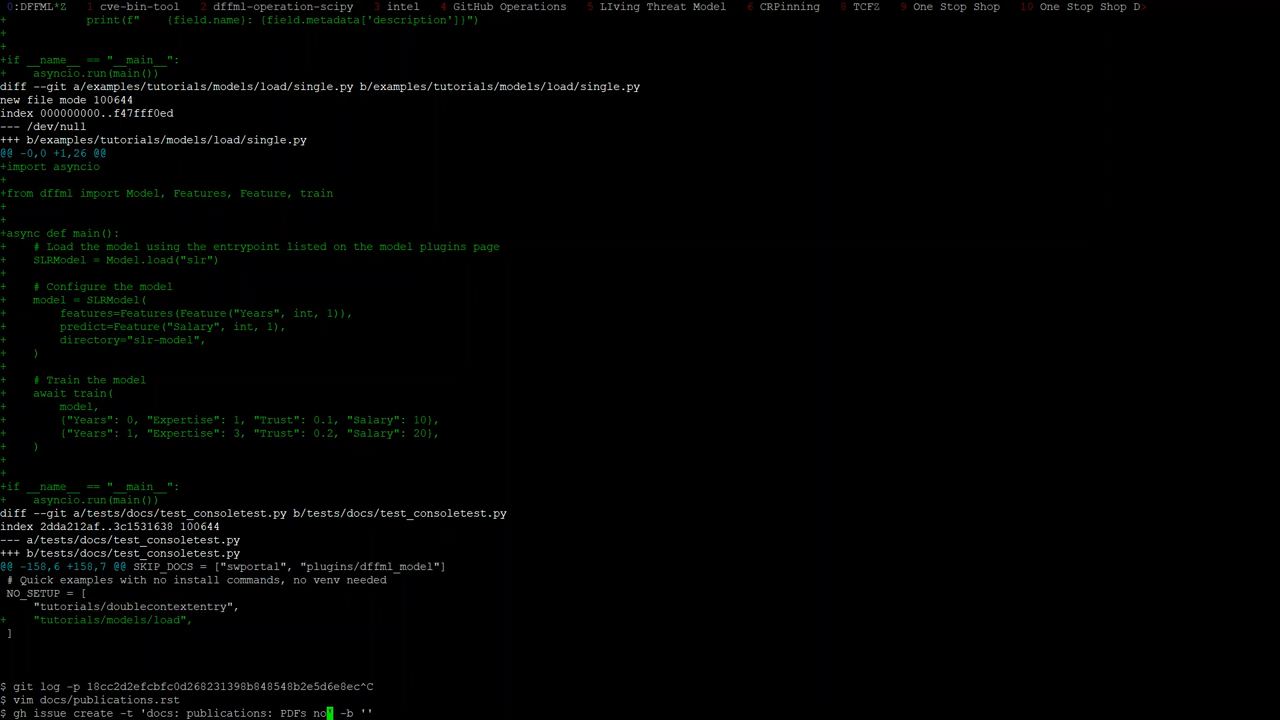 0:DFFML*Z  1 cve-bin-tool  2 dffml-operation-scipy  3 intel  4 GitHub Operations  5 LIving Threat Model  6 CRPinning  8 TCFZ  9 One Stop Shop  10 One Stop Shop D>
+            print(f"    {field.name}: {field.metadata['description']}")
+
+
+if __name__ == "__main__":
+    asyncio.run(main())
diff --git a/examples/tutorials/models/load/single.py b/examples/tutorials/models/load/single.py
new file mode 100644
index 000000000..f47fff0ed
--- /dev/null
+++ b/examples/tutorials/models/load/single.py
@@ -0,0 +1,26 @@
+import asyncio
+
+from dffml import Model, Features, Feature, train
+
+
+async def main():
+    # Load the model using the entrypoint listed on the model plugins page
+    SLRModel = Model.load("slr")
+
+    # Configure the model
+    model = SLRModel(
+        features=Features(Feature("Years", int, 1)),
+        predict=Feature("Salary", int, 1),
+        directory="slr-model",
+    )
+
+    # Train the model
+    await train(
+        model,
+        {"Years": 0, "Expertise": 1, "Trust": 0.1, "Salary": 10},
+        {"Years": 1, "Expertise": 3, "Trust": 0.2, "Salary": 20},
+    )
+
+
+if __name__ == "__main__":
+    asyncio.run(main())
diff --git a/tests/docs/test_consoletest.py b/tests/docs/test_consoletest.py
index 2dda212af..3c1531638 100644
--- a/tests/docs/test_consoletest.py
+++ b/tests/docs/test_consoletest.py
@@ -158,6 +158,7 @@ SKIP_DOCS = ["swportal", "plugins/dffml_model"]
 # Quick examples with no install commands, no venv needed
 NO_SETUP = [
     "tutorials/doublecontextentry",
+    "tutorials/models/load",
 ]
$ git log -p 18cc2d2efcbfc0d268231398b848548b2e5d6e8ec^C
$ vim docs/publications.rst
$ gh issue create -t 'docs: publications: PDFs no' -b ''